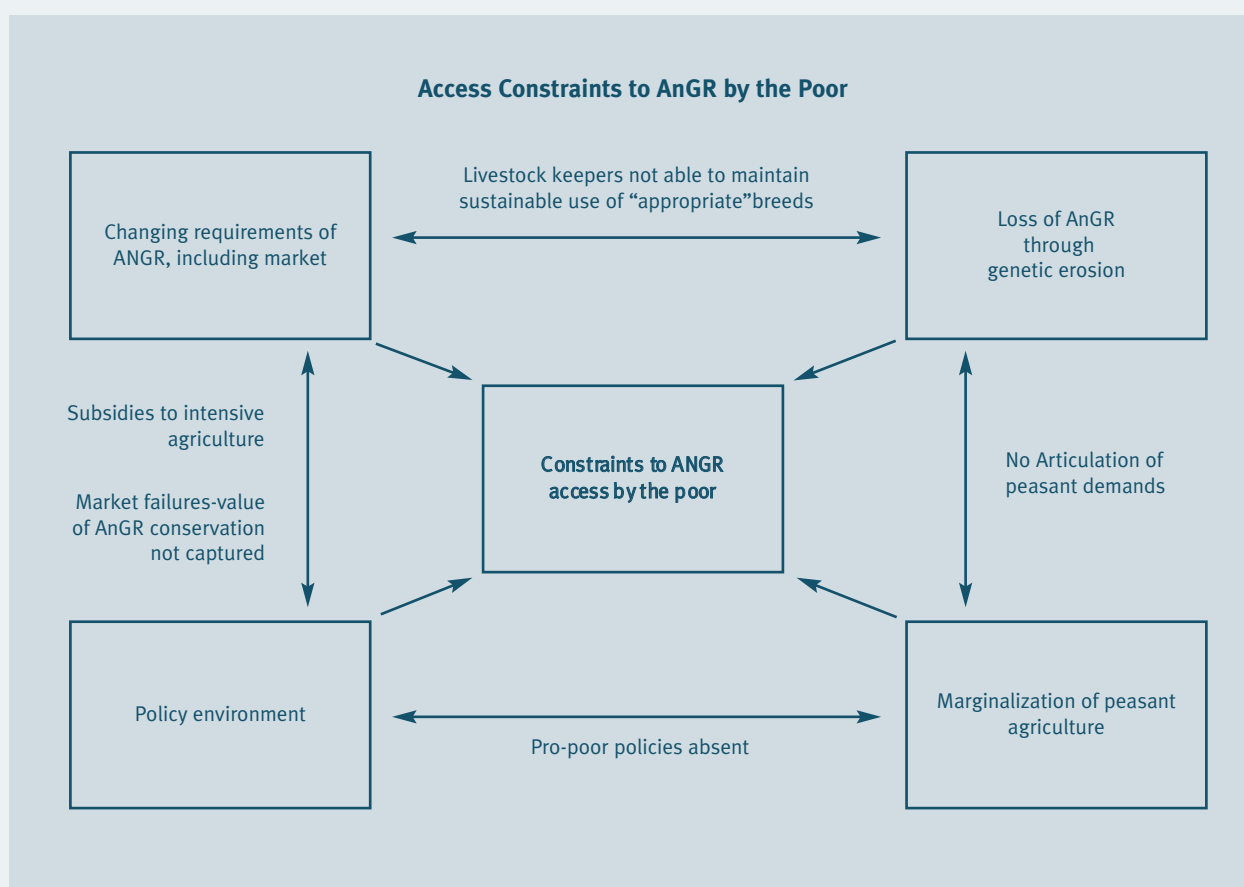 Access Constraints to AnGR by the Poor
Livestock keepers not able to maintain
sustainable use of “appropriate”breeds
Changing requirements of
ANGR, including market
Loss of AnGR
through
genetic erosion
Subsidies to intensive
agriculture
Market failures-value
of AnGR conservation
not captured
Constraints to ANGR
access by the poor
No Articulation of
peasant demands
Policy environment
Pro-poor policies absent
Marginalization of peasant
agriculture